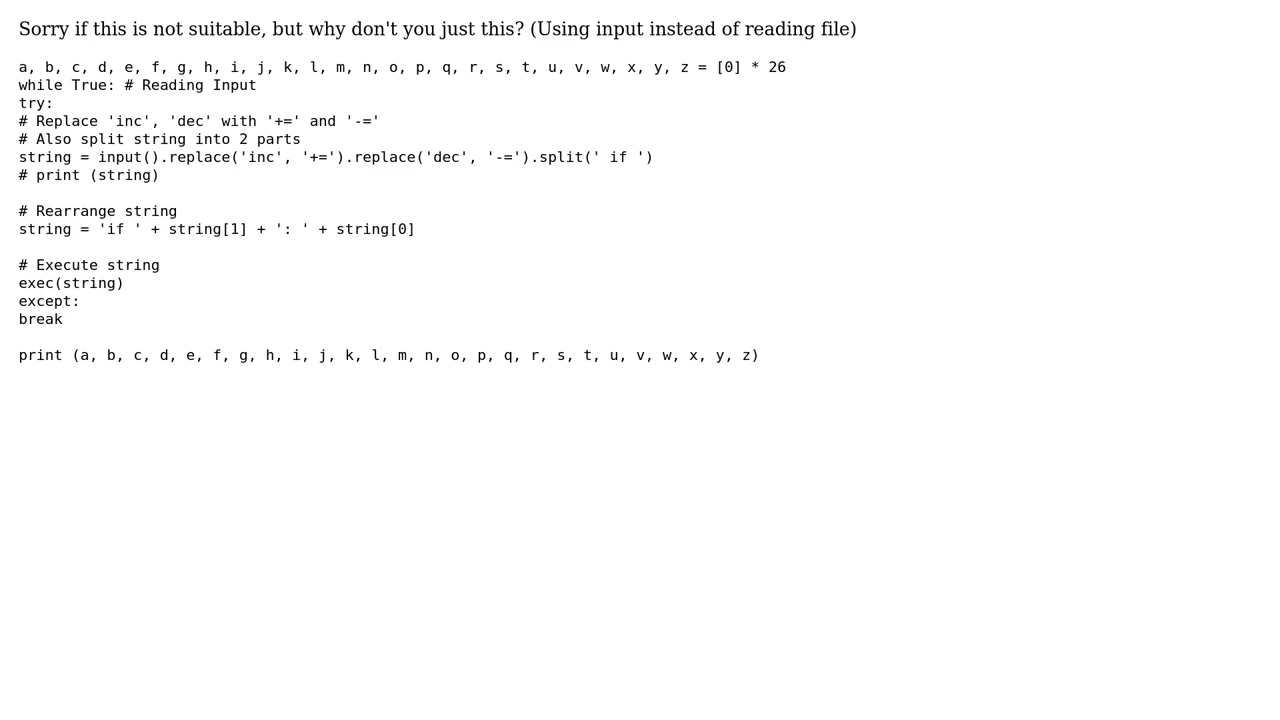 Sorry if this is not suitable, but why don't you just this? (Using input instead of reading file)
a, b, c, d, e, f, g, h, i, j, k, l, m, n, o, p, q, r, s, t, u, v, w, x, y, z = [0] * 26
while True: # Reading Input
try:
# Replace 'inc', 'dec' with '+=' and '-='
# Also split string into 2 parts
string = input().replace('inc', '+=').replace('dec', '-=').split(' if ')
# print (string)
# Rearrange string
string = 'if ' + string[1] + ': ' + string[0]
# Execute string
exec(string)
except:
break
print (a, b, c, d, e, f, g, h, i, j, k, l, m, n, o, p, q, r, s, t, u, v, w, x, y, z)